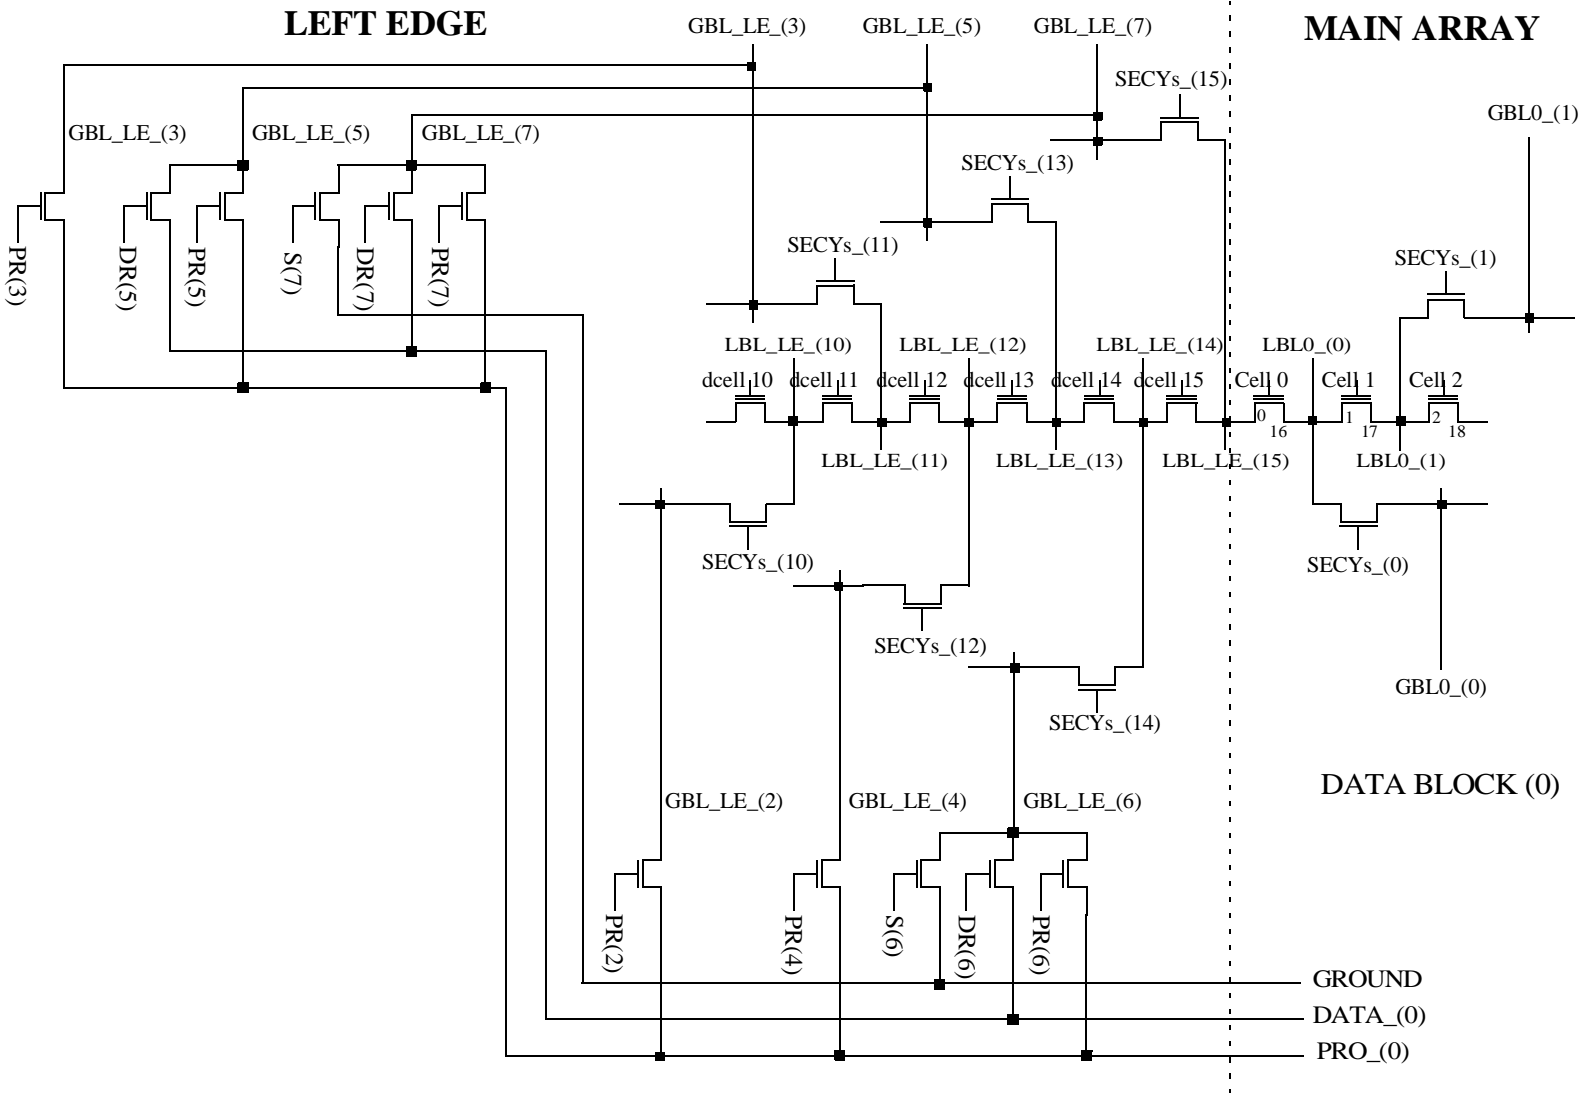 LEFT EDGE
MAIN ARRAY
GBL_LE_(3)
GBL_LE_(5)
GBL_LE_(7)
SECYs_(15)
GBL0_(1)
GBL_LE_(3)
GBL_LE_(5)
GBL_LE_(7)
SECYs_(13)
PR(3)
DR(5)
PR(5)
S(7)
DR(7)
PR(7)
SECYs_(11)
SECYs_(1)
LBL_LE_(10)
LBL_LE_(12)
LBL_LE_(14)
LBL0_(0)
dcell 10
dcell 11
dcell 12
dcell 13
dcell 14
dcell 15
Cell 0
Cell 1
Cell 2
0
16
1
17
2
18
LBL_LE_(11)
LBL_LE_(13)
LBL_LE_(15)
LBL0_(1)
SECYs_(10)
SECYs_(0)
SECYs_(12)
GBL0_(0)
SECYs_(14)
DATA BLOCK (0)
GBL_LE_(2)
GBL_LE_(4)
GBL_LE_(6)
PR(2)
PR(4)
S(6)
DR(6)
PR(6)
GROUND
DATA_(0)
PRO_(0)